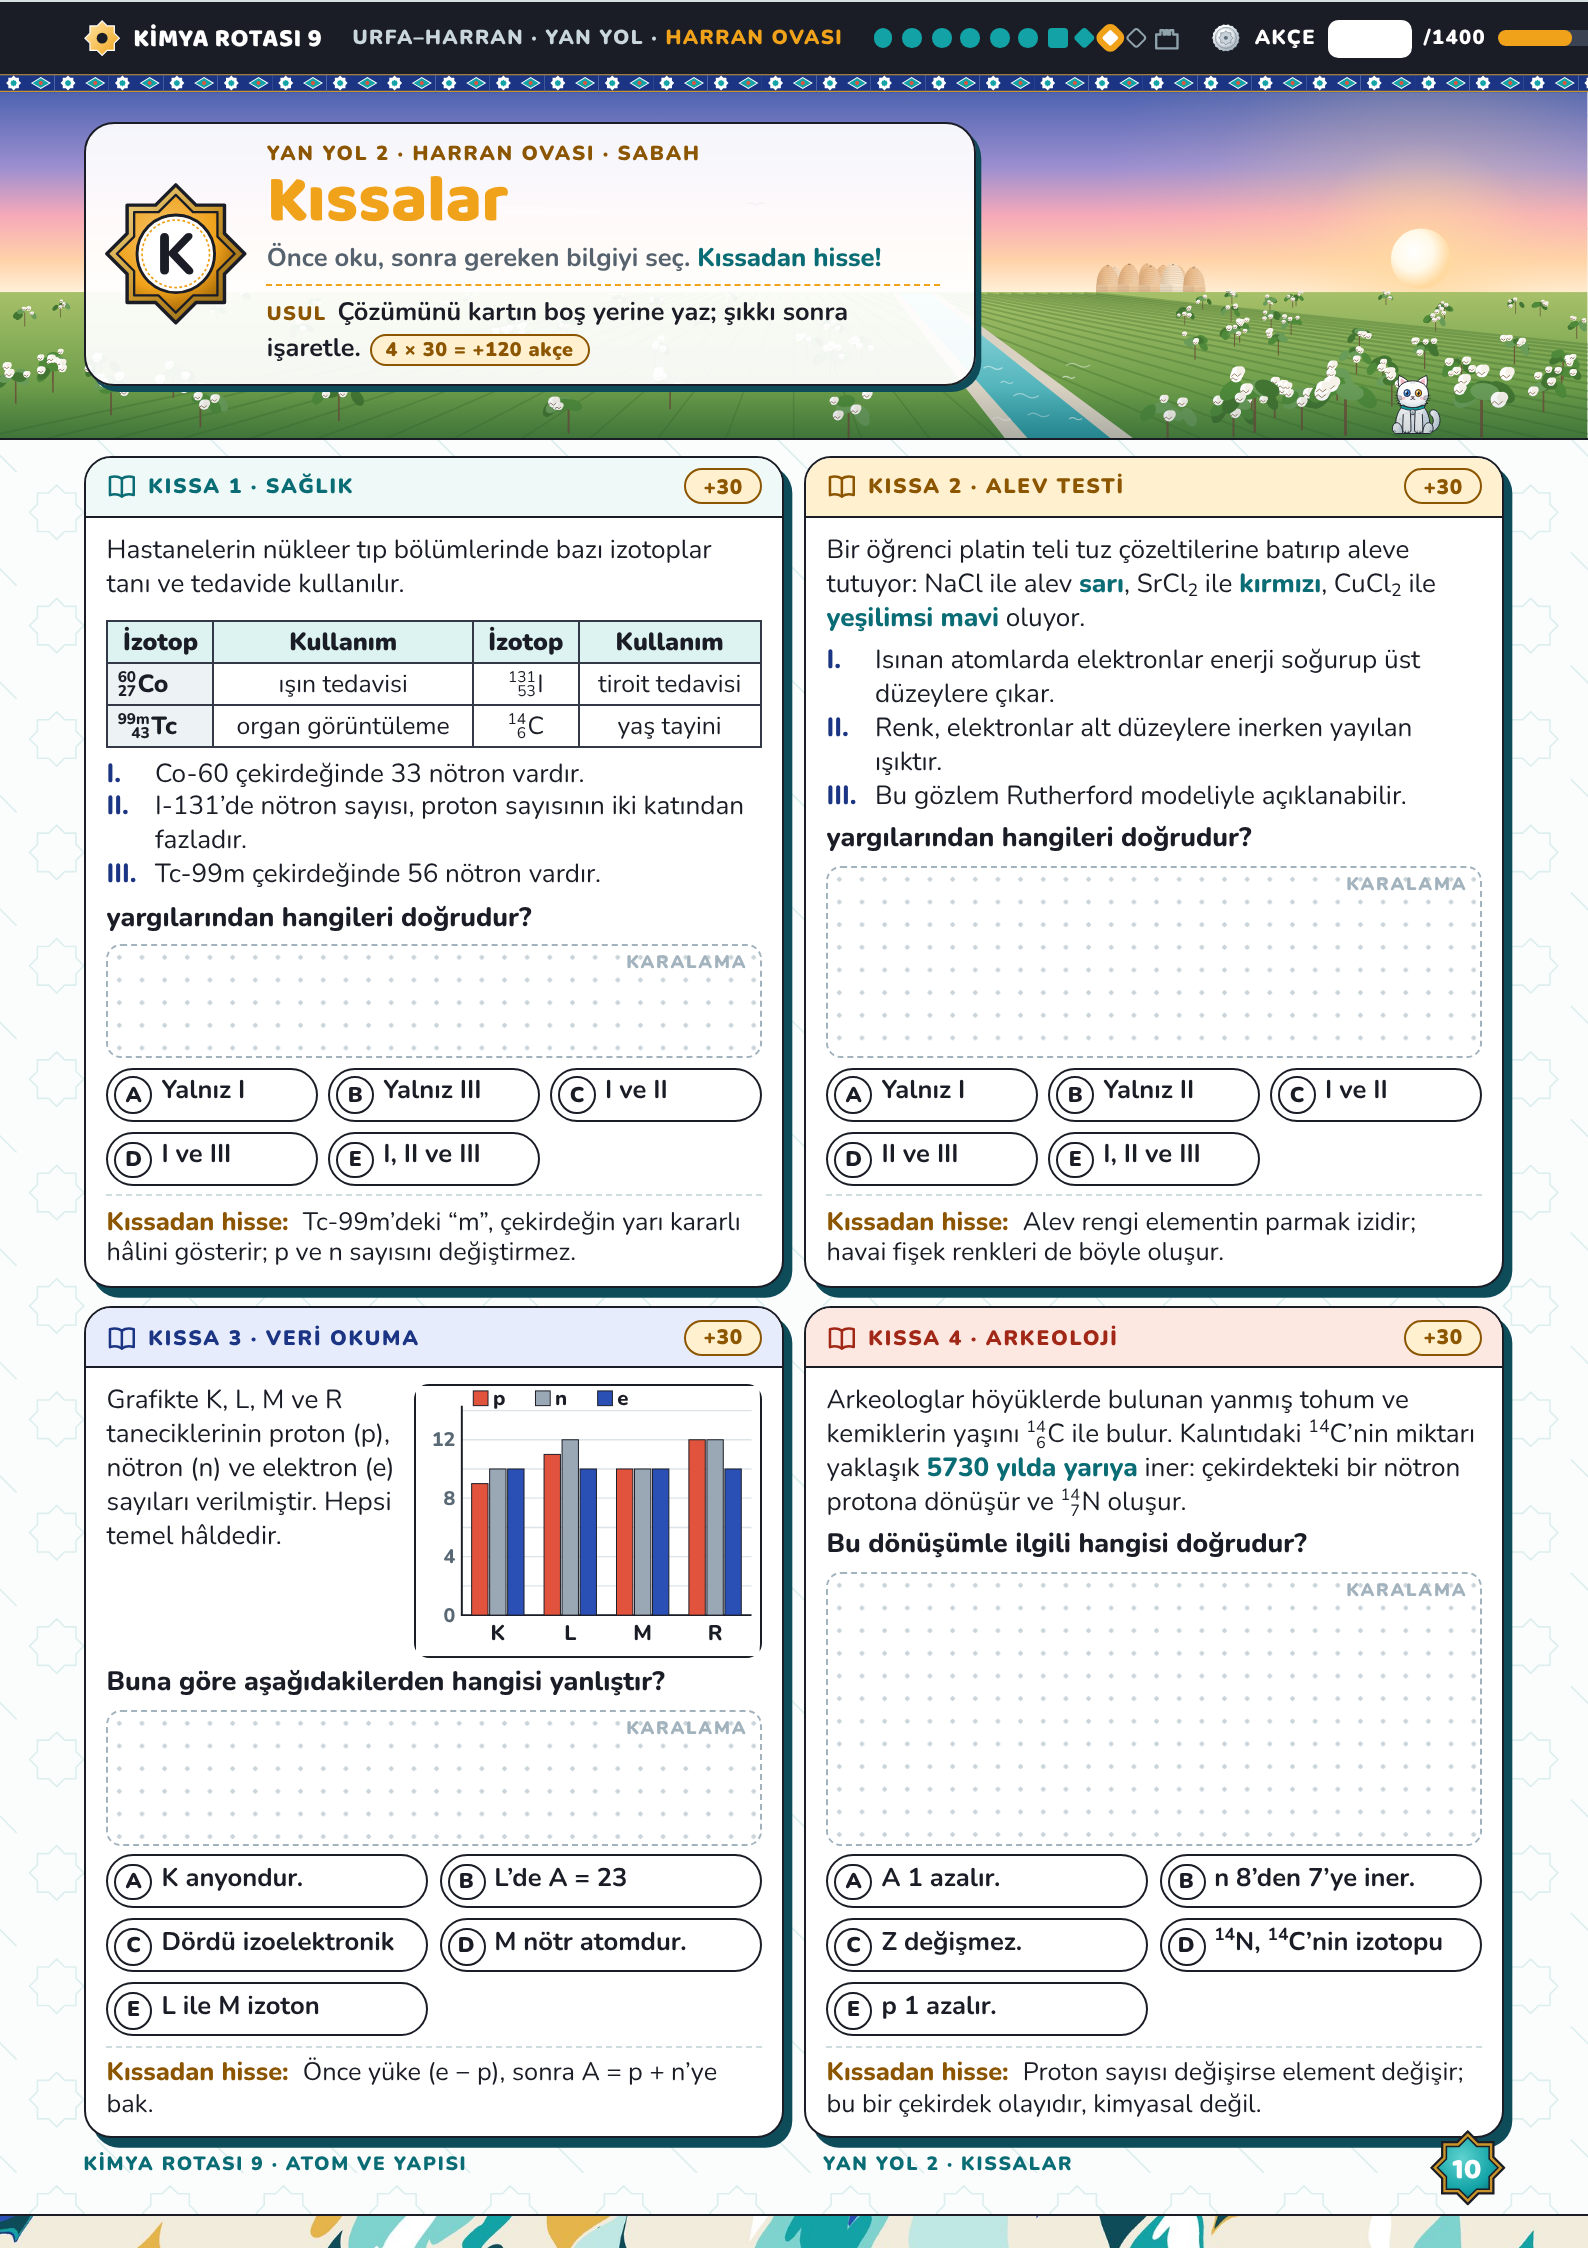 KİMYA ROTASI 9 URFA–HARRAN · YAN YOL · HARRAN OVASI AKÇE /1400
YAN YOL 2 · HARRAN OVASI · SABAH
K
Kıssalar
Önce oku, sonra gereken bilgiyi seç. Kıssadan hisse!
USUL Çözümünü kartın boş yerine yaz; şıkkı sonra
işaretle. 4 × 30 = +120 akçe
KISSA 1 · SAĞLIK +30
Hastanelerin nükleer tıp bölümlerinde bazı izotoplar
tanı ve tedavide kullanılır.
İzotop Kullanım İzotop Kullanım
⁶⁰₂₇Co ışın tedavisi ¹³¹₅₃I tiroit tedavisi
⁹⁹ᵐ₄₃Tc organ görüntüleme ¹⁴₆C yaş tayini
I. Co-60 çekirdeğinde 33 nötron vardır.
II. I-131’de nötron sayısı, proton sayısının iki katından
fazladır.
III. Tc-99m çekirdeğinde 56 nötron vardır.
yargılarından hangileri doğrudur?
KARALAMA
A Yalnız I B Yalnız III C I ve II
D I ve III E I, II ve III
Kıssadan hisse: Tc-99m’deki “m”, çekirdeğin yarı kararlı
hâlini gösterir; p ve n sayısını değiştirmez.
KISSA 2 · ALEV TESTİ +30
Bir öğrenci platin teli tuz çözeltilerine batırıp aleve
tutuyor: NaCl ile alev sarı, SrCl₂ ile kırmızı, CuCl₂ ile
yeşilimsi mavi oluyor.
I. Isınan atomlarda elektronlar enerji soğurup üst
düzeylere çıkar.
II. Renk, elektronlar alt düzeylere inerken yayılan
ışıktır.
III. Bu gözlem Rutherford modeliyle açıklanabilir.
yargılarından hangileri doğrudur?
KARALAMA
A Yalnız I B Yalnız II C I ve II
D II ve III E I, II ve III
Kıssadan hisse: Alev rengi elementin parmak izidir;
havai fişek renkleri de böyle oluşur.
KISSA 3 · VERİ OKUMA +30
Grafikte K, L, M ve R
taneciklerinin proton (p),
nötron (n) ve elektron (e)
sayıları verilmiştir. Hepsi
temel hâldedir.
p n e
12
8
4
0
K L M R
Buna göre aşağıdakilerden hangisi yanlıştır?
KARALAMA
A K anyondur. B L’de A = 23
C Dördü izoelektronik D M nötr atomdur.
E L ile M izoton
Kıssadan hisse: Önce yüke (e − p), sonra A = p + n’ye
bak.
KISSA 4 · ARKEOLOJİ +30
Arkeologlar höyüklerde bulunan yanmış tohum ve
kemiklerin yaşını ¹⁴₆C ile bulur. Kalıntıdaki ¹⁴C’nin miktarı
yaklaşık 5730 yılda yarıya iner: çekirdekteki bir nötron
protona dönüşür ve ¹⁴₇N oluşur.
Bu dönüşümle ilgili hangisi doğrudur?
KARALAMA
A A 1 azalır. B n 8’den 7’ye iner.
C Z değişmez. D ¹⁴N, ¹⁴C’nin izotopu
E p 1 azalır.
Kıssadan hisse: Proton sayısı değişirse element değişir;
bu bir çekirdek olayıdır, kimyasal değil.
KİMYA ROTASI 9 · ATOM VE YAPISI YAN YOL 2 · KISSALAR 10